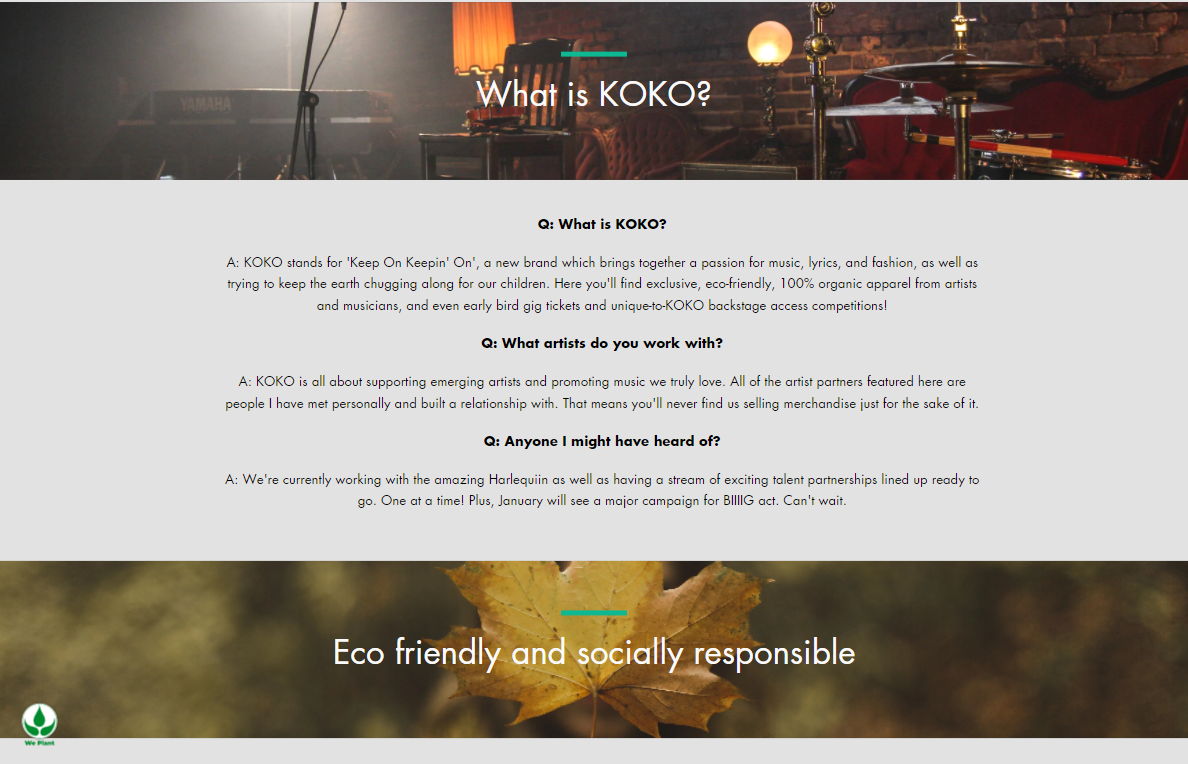 YAMAHA
What is KOKO?
Q: What is KOKO?
A: KOKO stands for 'Keep On Keepin' On', a new brand which brings together a passion for music, lyrics, and fashion, as well as
trying to keep the earth chugging along for our children. Here you'll find exclusive, eco-friendly, 100% organic apparel from artists
and musicians, and even early bird gig tickets and unique-to-KOKO backstage access competitions!
Q: What artists do you work with?
A: KOKO is all about supporting emerging artists and promoting music we truly love. All of the artist partners featured here are
people I have met personally and built a relationship with. That means you'll never find us selling merchandise just for the sake of it.
Q: Anyone I might have heard of?
A: We're currently working with the amazing Harlequiin as well as having a stream of exciting talent partnerships lined up ready to
go. One at a time! Plus, January will see a major campaign for BIIIIG act. Can't wait.
Eco friendly and socially responsible
We Plant